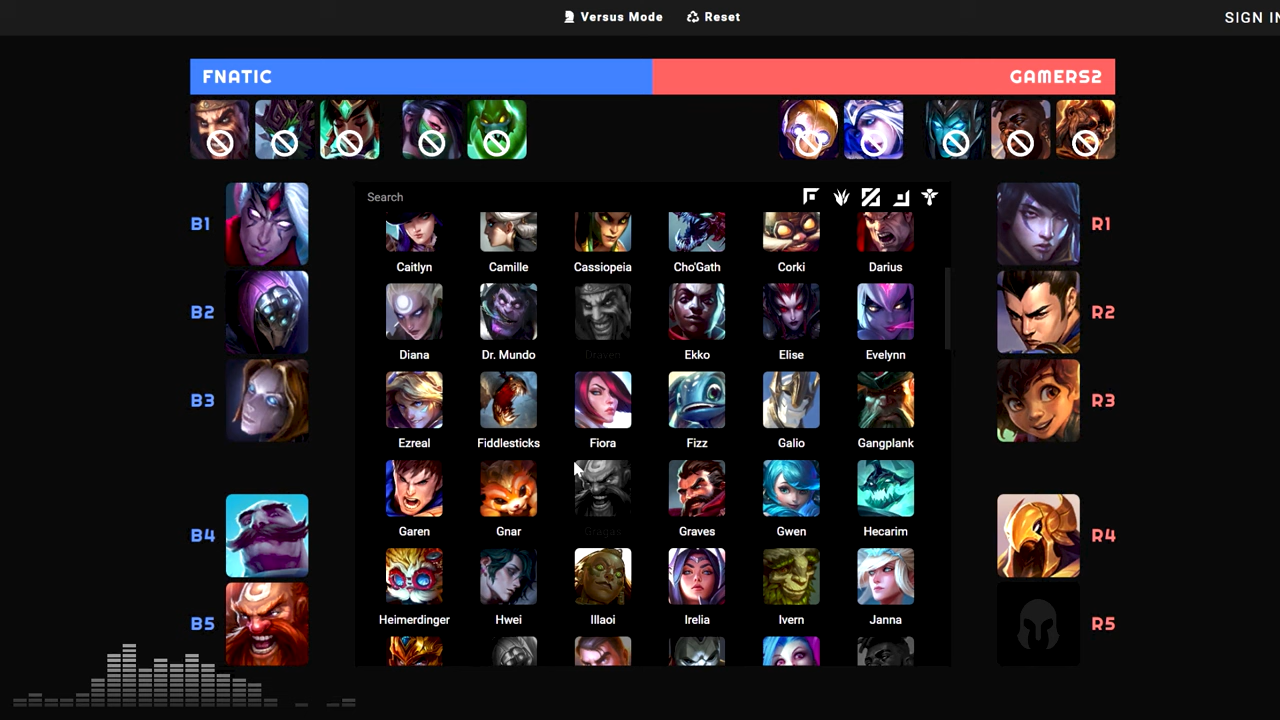 Versus Mode Reset SIGN IN
FNATIC GAMERS2
Search
B1 R1
Caitlyn Camille Cassiopeia Cho'Gath Corki Darius
B2 R2
Diana Dr. Mundo Draven Ekko Elise Evelynn
B3 R3
Ezreal Fiddlesticks Fiora Fizz Galio Gangplank
Garen Gnar Gragas Graves Gwen Hecarim
B4 R4
Heimerdinger Hwei Illaoi Irelia Ivern Janna
B5 R5